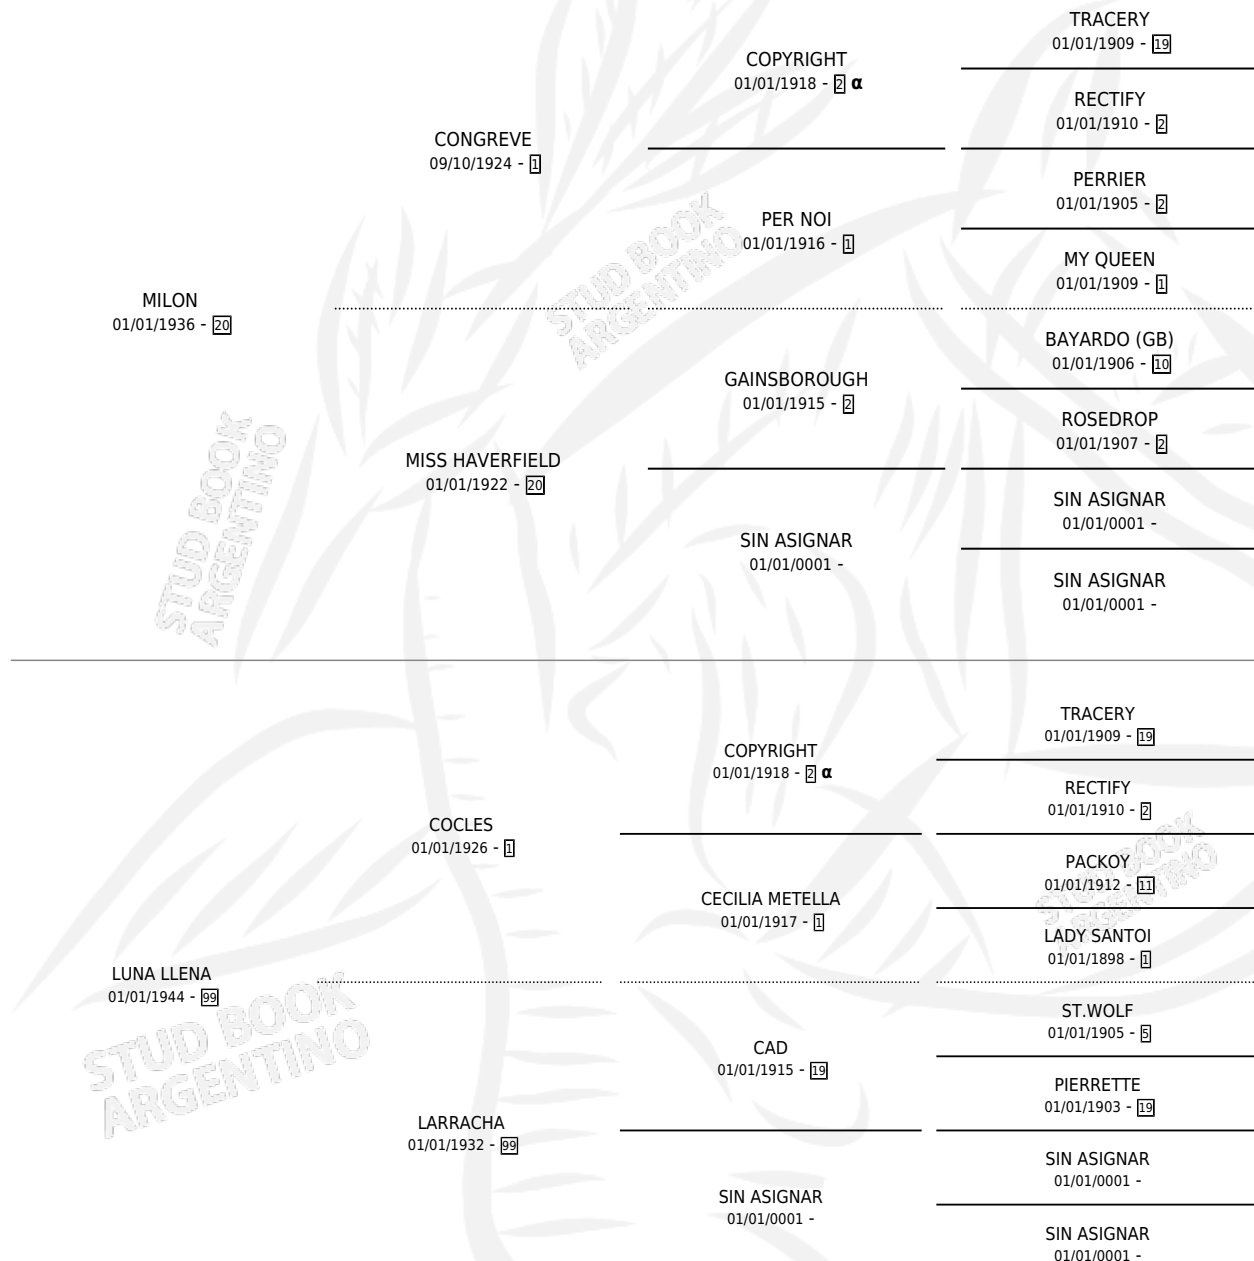 TRACERY
01/01/1909 - 19
COPYRIGHT
01/01/1918 - 2 α
RECTIFY
01/01/1910 - 2
CONGREVE
09/10/1924 - 1
PERRIER
01/01/1905 - 2
PER NOI
01/01/1916 - 1
MY QUEEN
01/01/1909 - 1
MILON
01/01/1936 - 20
BAYARDO (GB)
01/01/1906 - 10
GAINSBOROUGH
01/01/1915 - 2
ROSEDROP
01/01/1907 - 2
MISS HAVERFIELD
01/01/1922 - 20
SIN ASIGNAR
01/01/0001 -
SIN ASIGNAR
01/01/0001 -
SIN ASIGNAR
01/01/0001 -
TRACERY
01/01/1909 - 19
COPYRIGHT
01/01/1918 - 2 α
RECTIFY
01/01/1910 - 2
COCLES
01/01/1926 - 1
PACKOY
01/01/1912 - 11
CECILIA METELLA
01/01/1917 - 1
LADY SANTOI
01/01/1898 - 1
LUNA LLENA
01/01/1944 - 99
ST.WOLF
01/01/1905 - 5
CAD
01/01/1915 - 19
PIERRETTE
01/01/1903 - 19
LARRACHA
01/01/1932 - 99
SIN ASIGNAR
01/01/0001 -
SIN ASIGNAR
01/01/0001 -
SIN ASIGNAR
01/01/0001 -
STUD BOOK
ARGENTINO
STUD BOOK
ARGENTINO
STUD BOOK
ARGENTINO
STUD BOOK
ARGENTINO